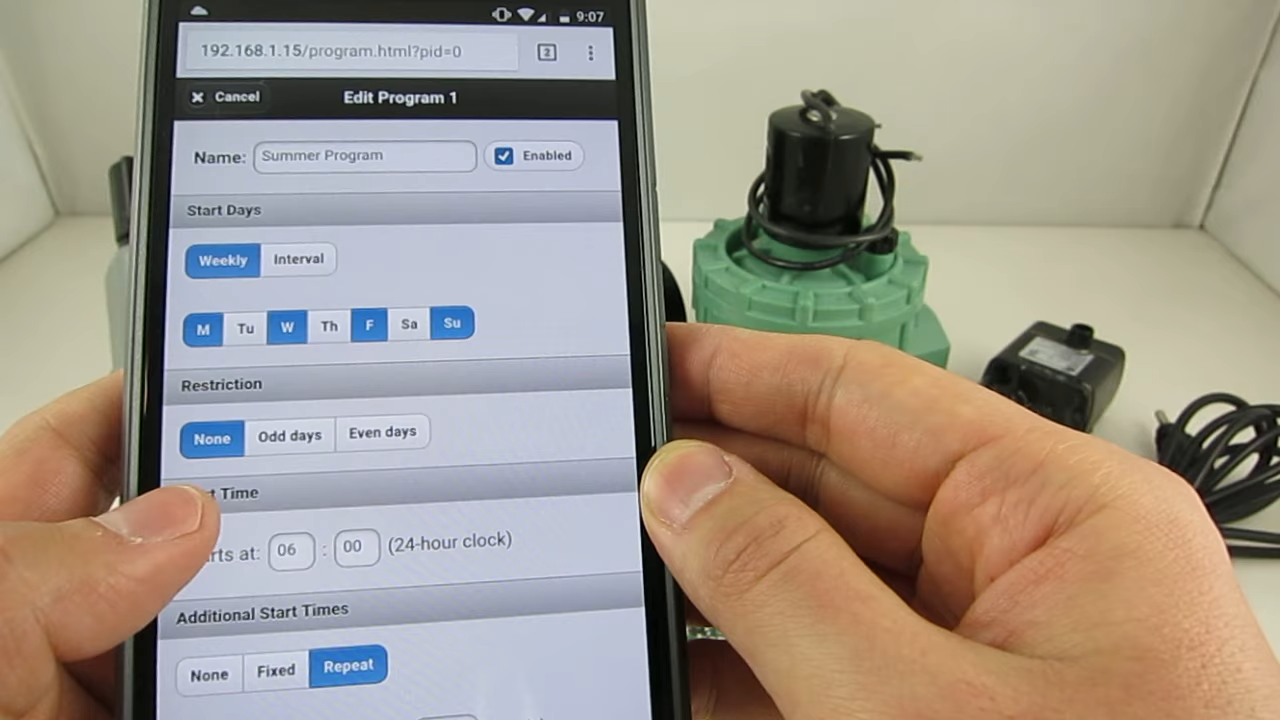 9:07
192.168.1.15/program.html?pid=0 2
Cancel Edit Program 1
Name: Summer Program Enabled
Start Days
Weekly Interval
M Tu W Th F Sa Su
Restriction
None Odd days Even days
Time
at: 06 : 00 (24-hour clock)
Additional Start Times
None Fixed Repeat